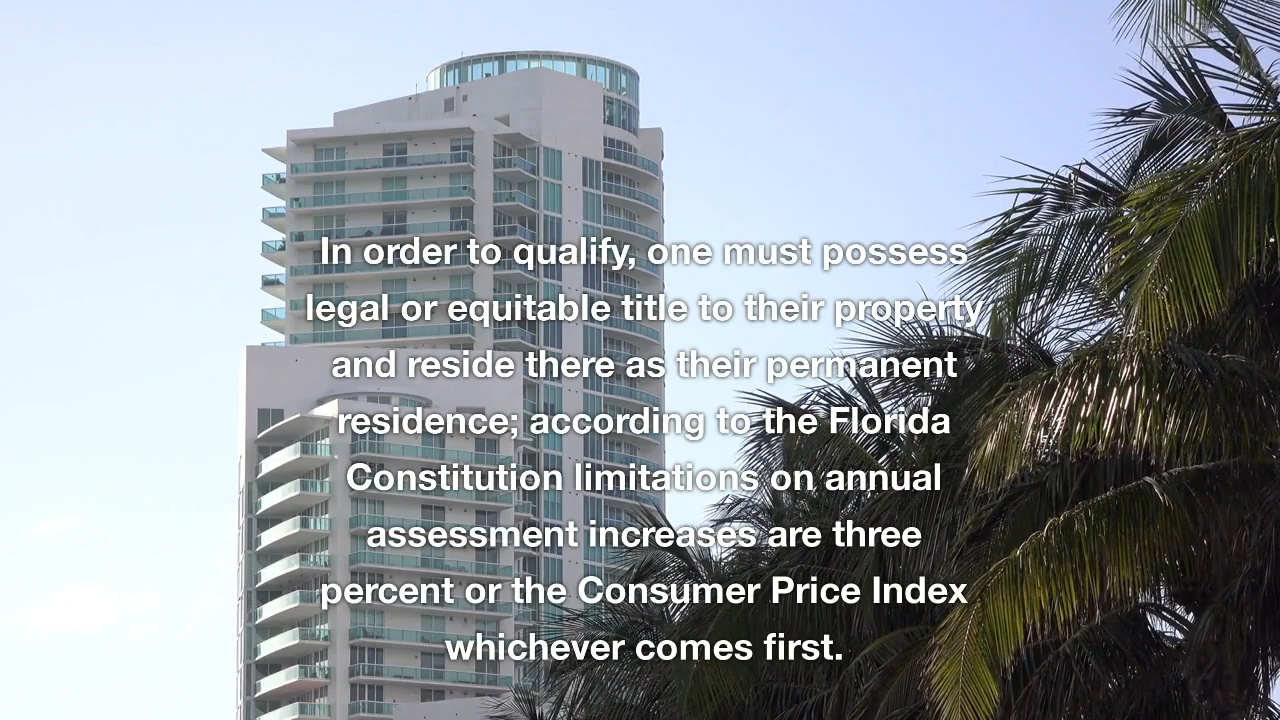 In order to qualify, one must possess
legal or equitable title to their property
and reside there as their permanent
residence; according to the Florida
Constitution limitations on annual
assessment increases are three
percent or the Consumer Price Index
whichever comes first.